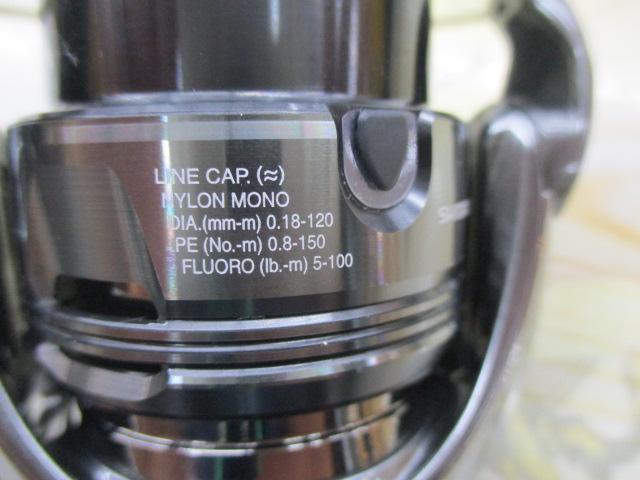 LINE CAP. (≈)
NYLON MONO
DIA.(mm-m) 0.18-120
PE (No.-m) 0.8-150
FLUORO (lb.-m) 5-100